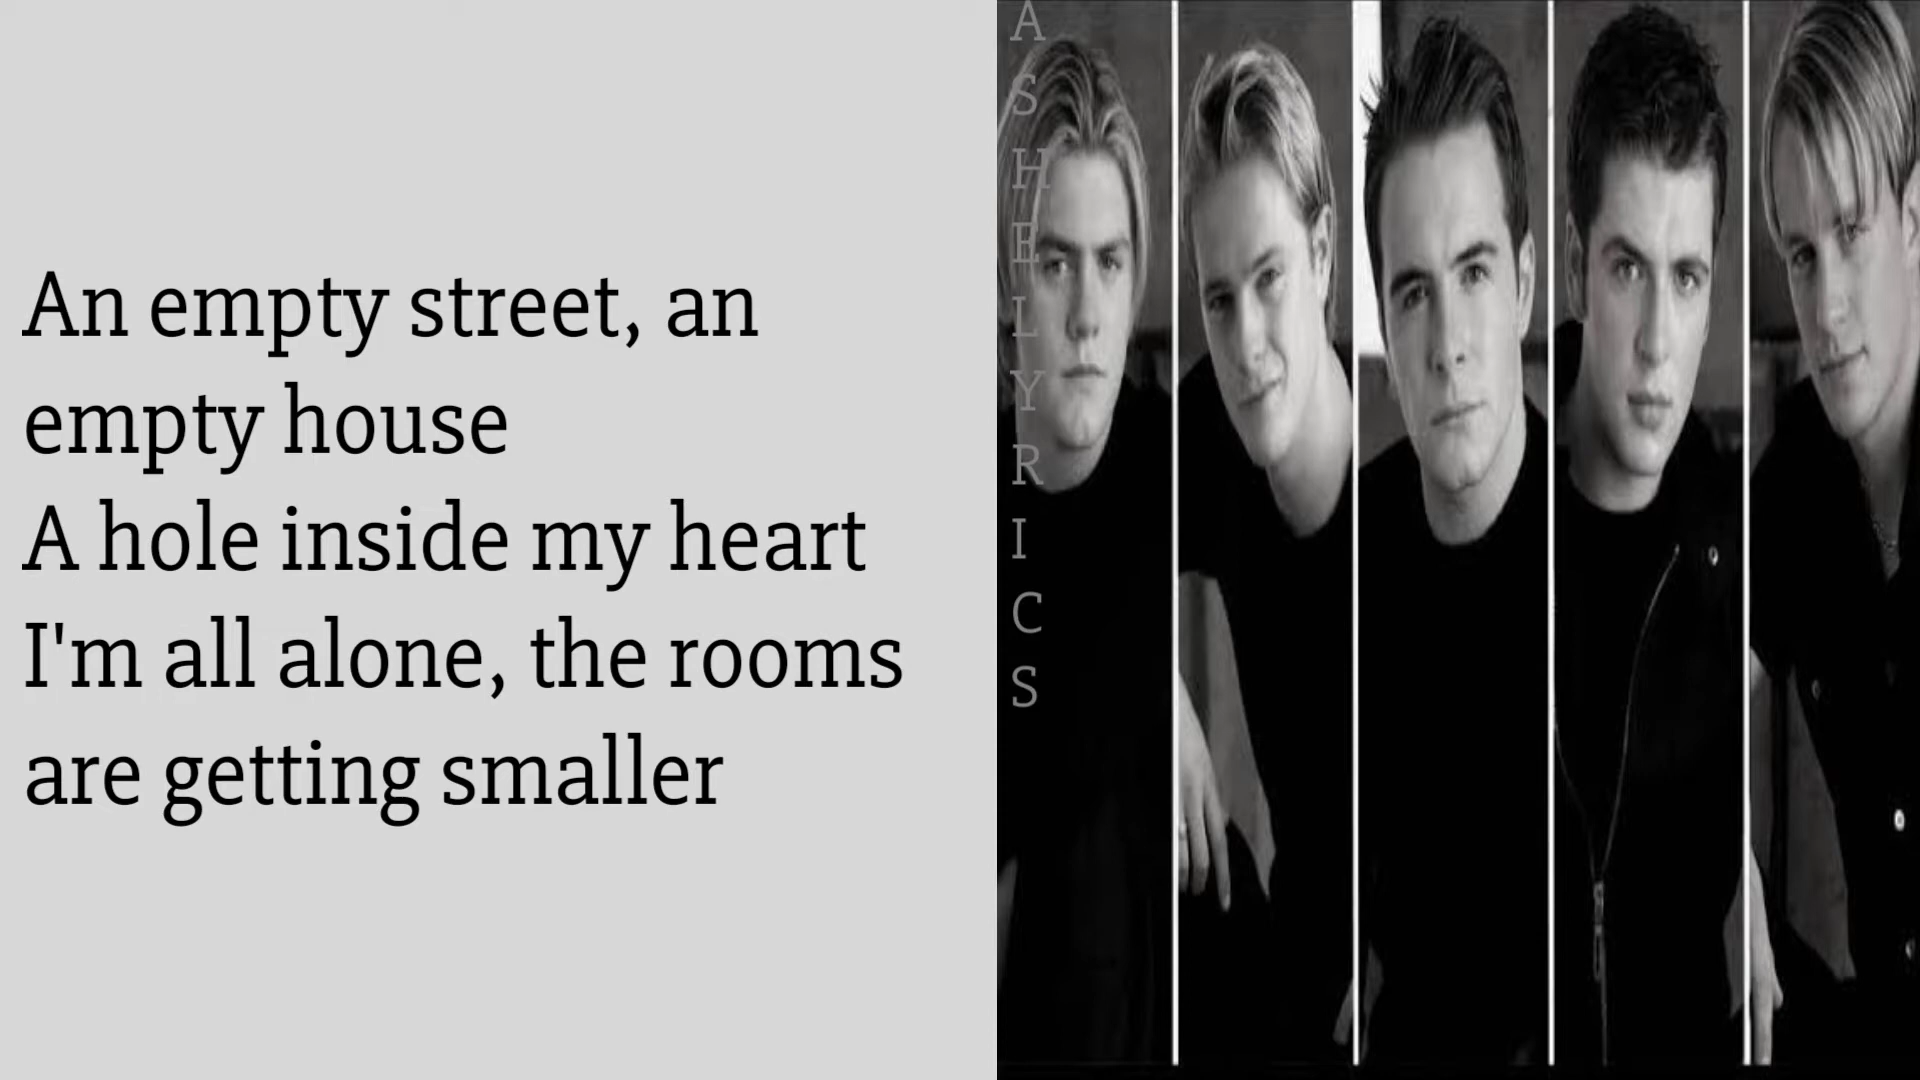 An empty street, an
empty house
A hole inside my heart
I'm all alone, the rooms
are getting smaller
ASHELYRICS